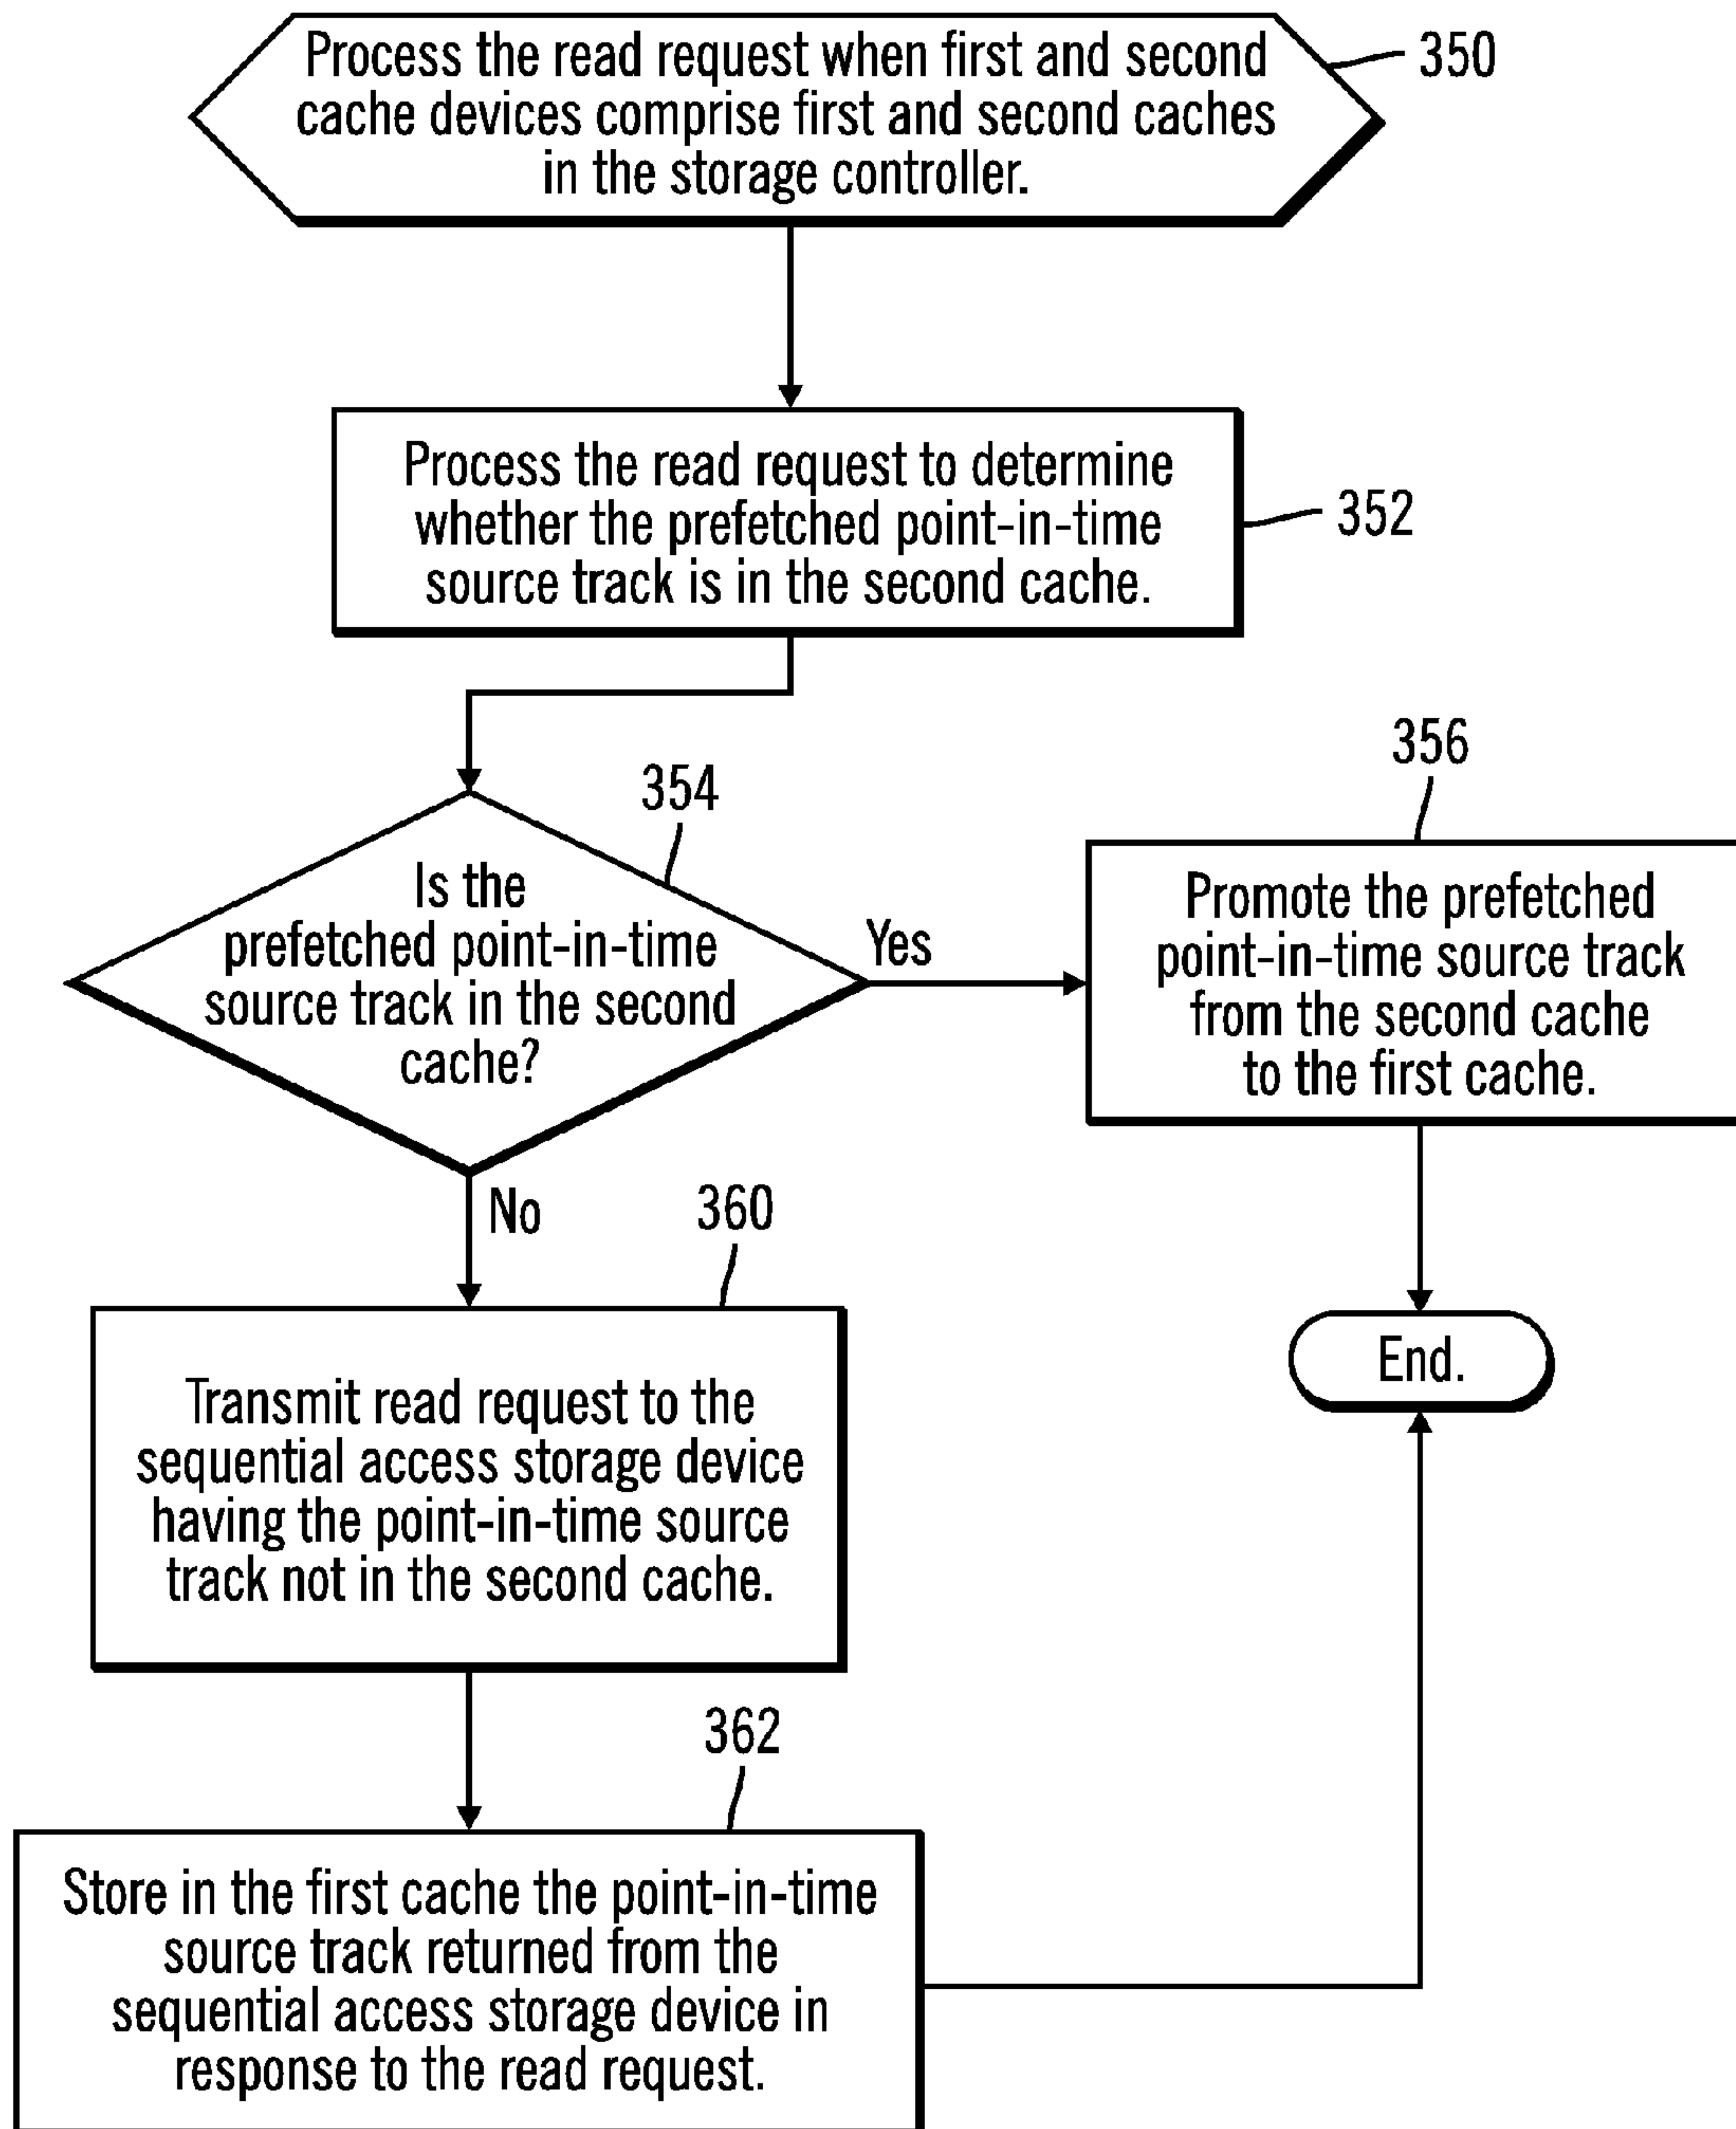 Process the read request when first and second
cache devices comprise first and second caches
in the storage controller.
350
Process the read request to determine
whether the prefetched point-in-time
source track is in the second cache.
352
354
Is the
prefetched point-in-time
source track in the second
cache?
Yes
356
Promote the prefetched
point-in-time source track
from the second cache
to the first cache.
No
360
Transmit read request to the
sequential access storage device
having the point-in-time source
track not in the second cache.
End.
362
Store in the first cache the point-in-time
source track returned from the
sequential access storage device in
response to the read request.